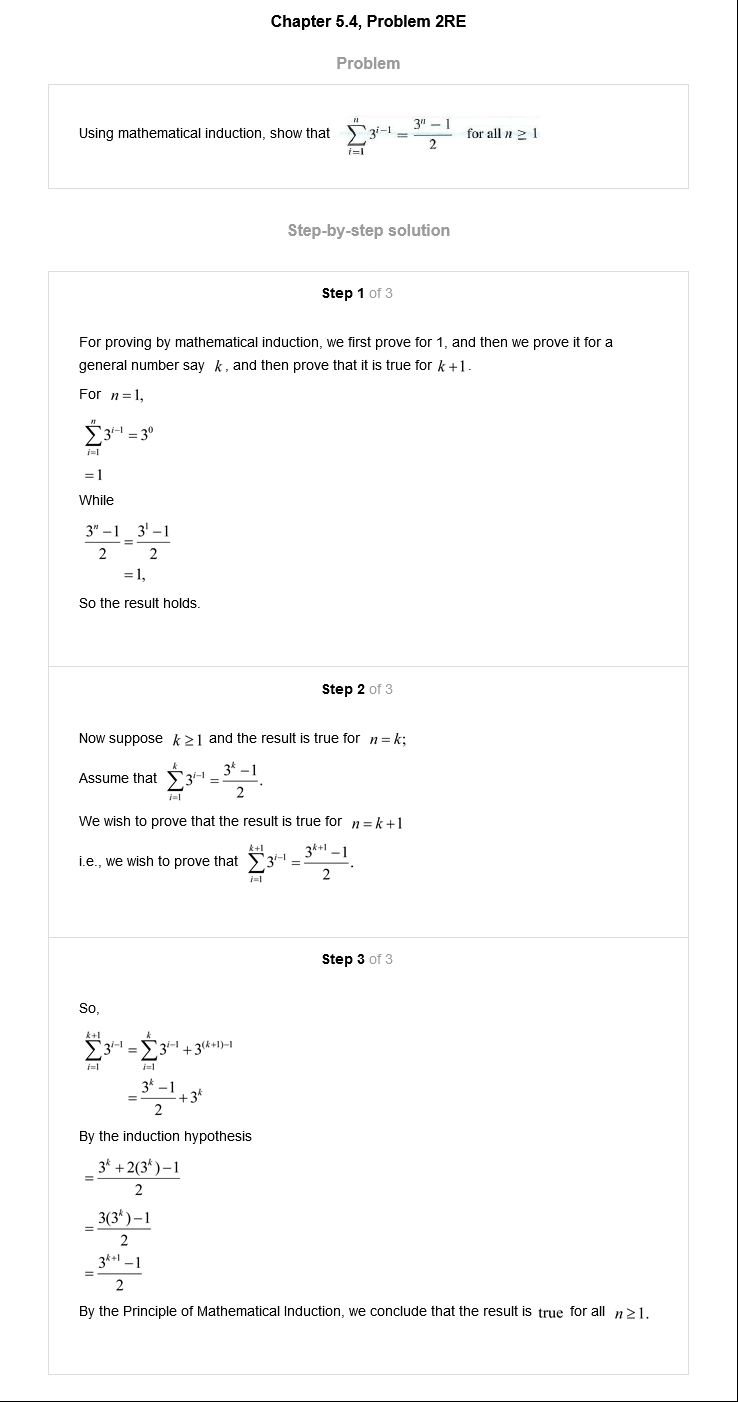 Chapter 5.4, Problem 2RE
Problem
Using mathematical induction, show that $\sum_{i=1}^{n} 3^{i-1} = \frac{3^n - 1}{2}$ for all $n \geq 1$
Step-by-step solution
Step 1 of 3
For proving by mathematical induction, we first prove for 1, and then we prove it for a
general number say $k$, and then prove that it is true for $k+1$.
For $n=1$,
$\sum_{i=1}^{n} 3^{i-1} = 3^0$
$=1$
While
$\frac{3^n-1}{2} = \frac{3^1-1}{2}$
$=1,$
So the result holds.
Step 2 of 3
Now suppose $k \geq 1$ and the result is true for $n=k$;
Assume that $\sum_{i=1}^{k} 3^{i-1} = \frac{3^k-1}{2}$.
We wish to prove that the result is true for $n=k+1$
i.e., we wish to prove that $\sum_{i=1}^{k+1} 3^{i-1} = \frac{3^{k+1}-1}{2}$.
Step 3 of 3
So,
$\sum_{i=1}^{k+1} 3^{i-1} = \sum_{i=1}^{k} 3^{i-1} + 3^{(k+1)-1}$
$= \frac{3^k-1}{2} + 3^k$
By the induction hypothesis
$= \frac{3^k+2(3^k)-1}{2}$
$= \frac{3(3^k)-1}{2}$
$= \frac{3^{k+1}-1}{2}$
By the Principle of Mathematical Induction, we conclude that the result is true for all $n \geq 1$.